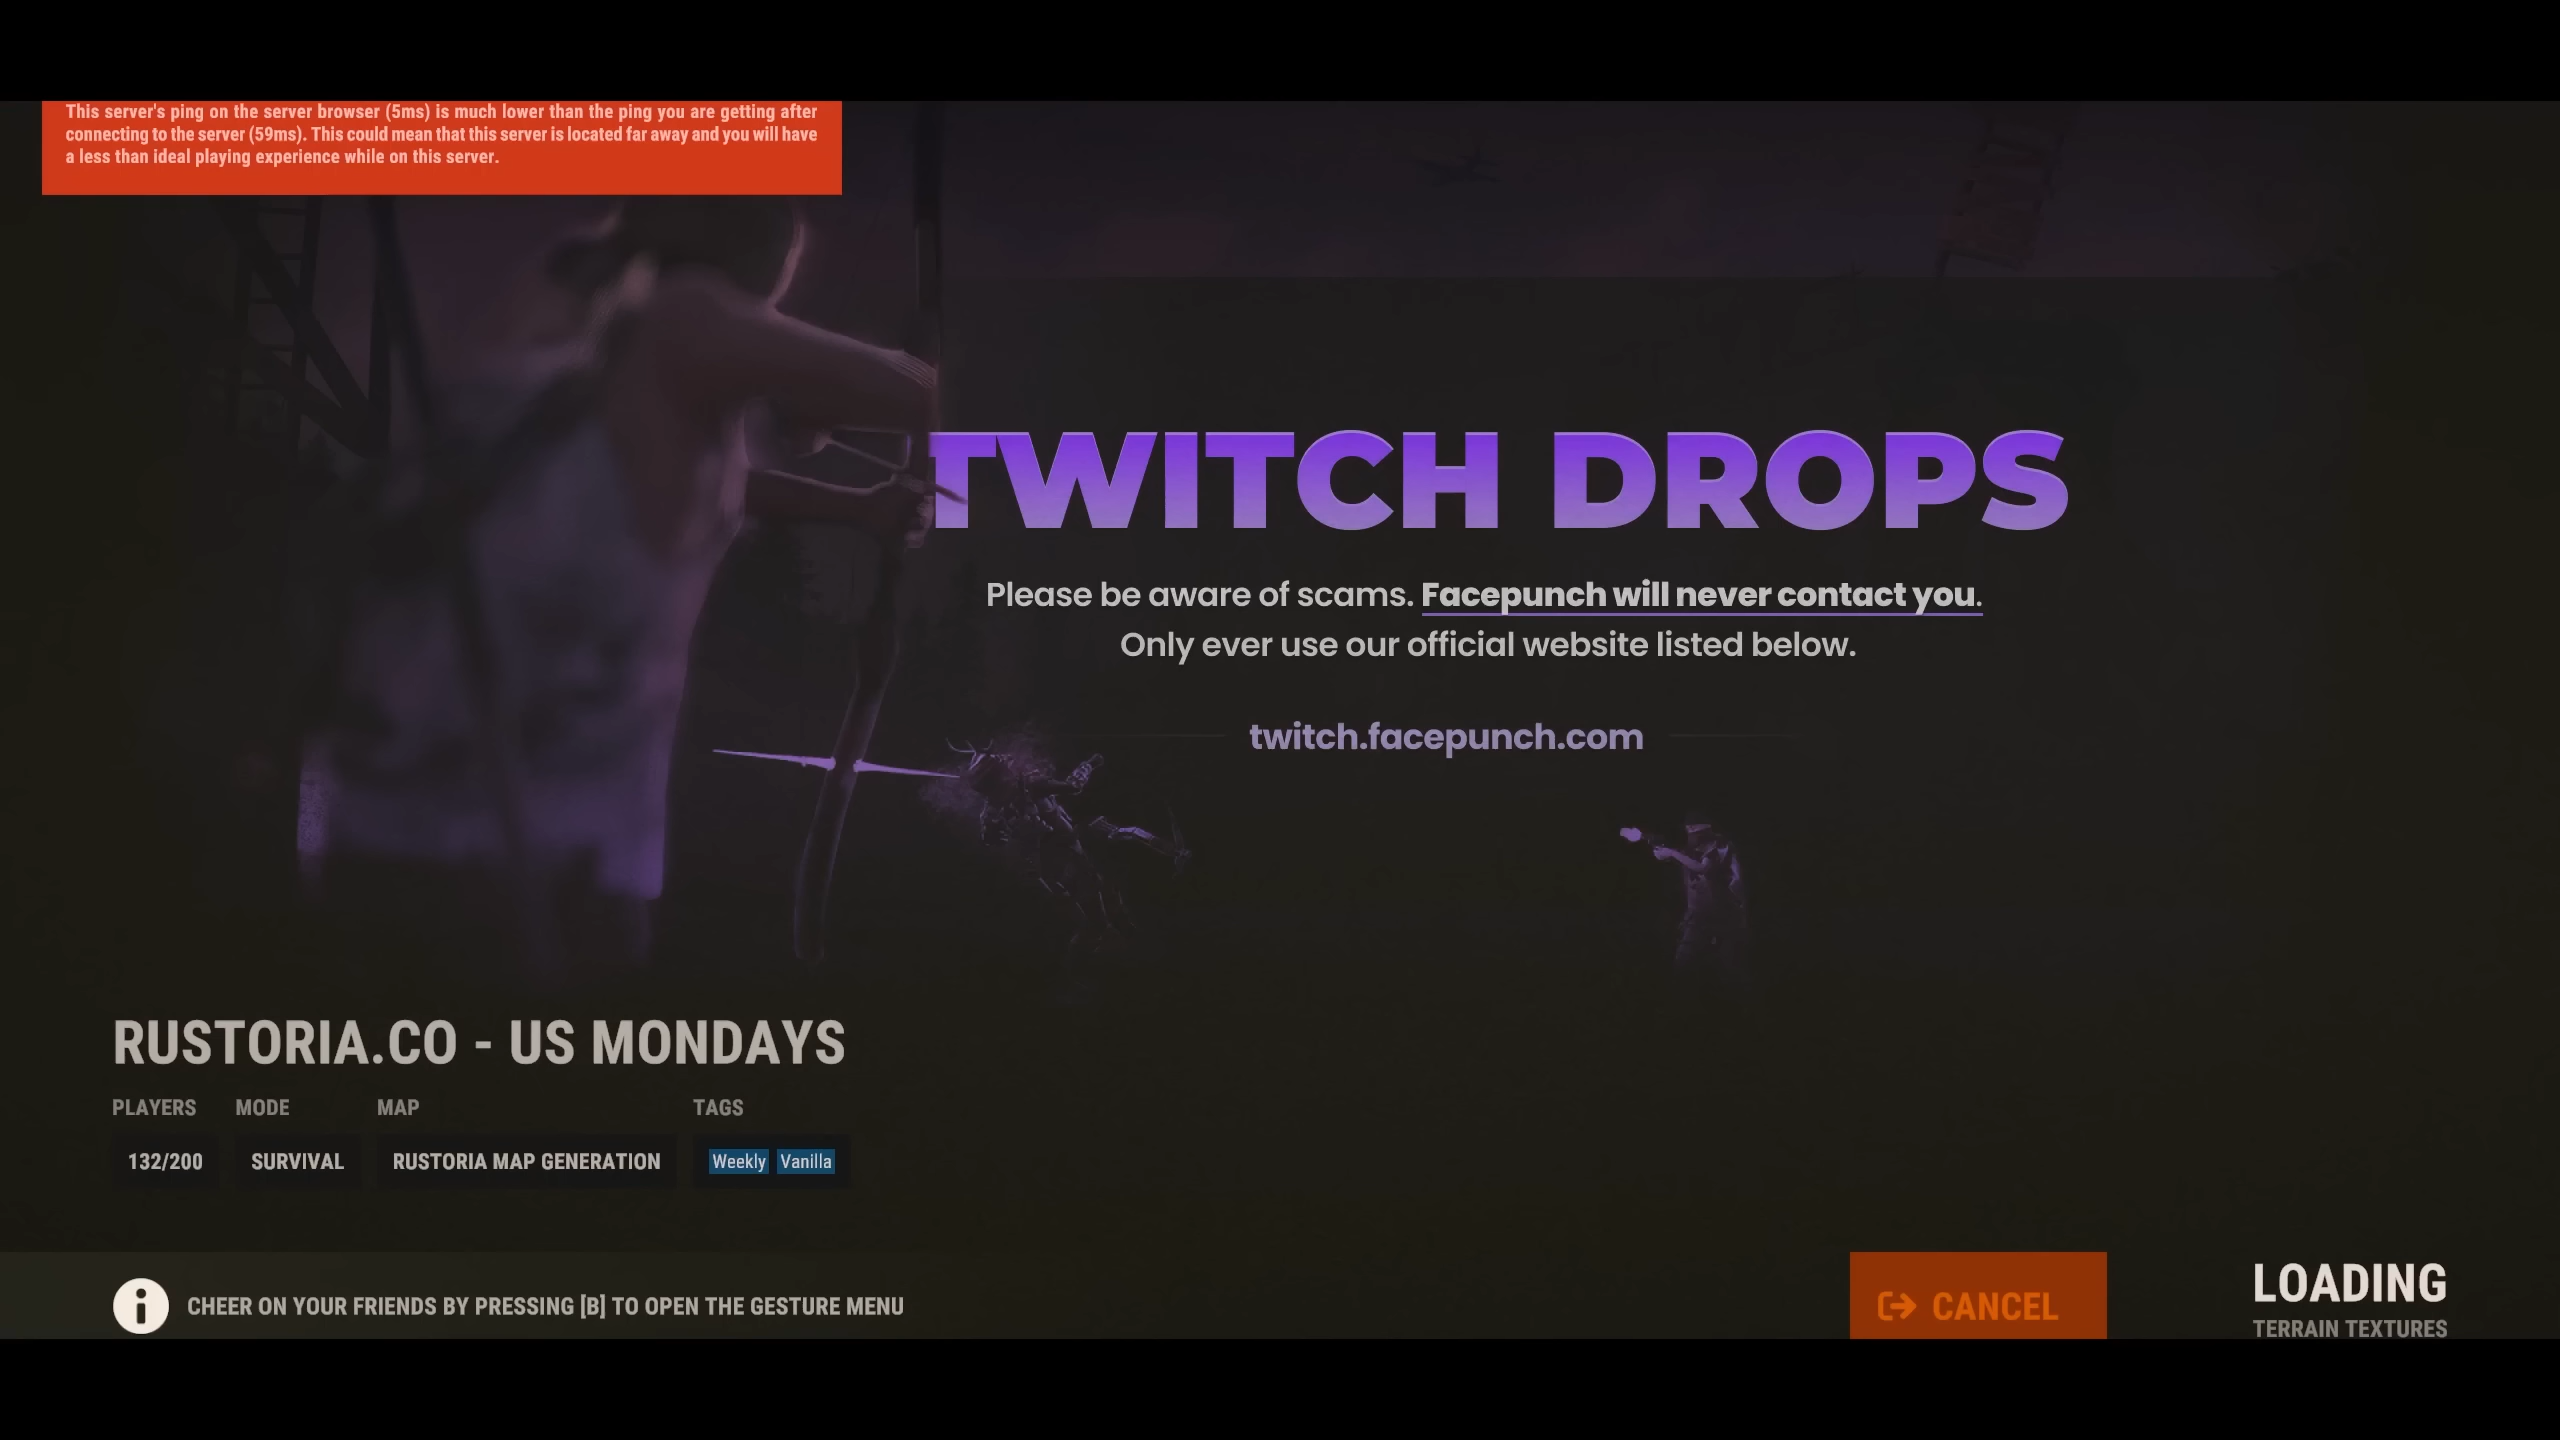 This server's ping on the server browser (5ms) is much lower than the ping you are getting after
connecting to the server (59ms). This could mean that this server is located far away and you will have
a less than ideal playing experience while on this server.
TWITCH DROPS
Please be aware of scams. Facepunch will never contact you.
Only ever use our official website listed below.
twitch.facepunch.com
RUSTORIA.CO - US MONDAYS
PLAYERS MODE MAP TAGS
132/200 SURVIVAL RUSTORIA MAP GENERATION Weekly Vanilla
CHEER ON YOUR FRIENDS BY PRESSING [B] TO OPEN THE GESTURE MENU
CANCEL
LOADING
TERRAIN TEXTURES